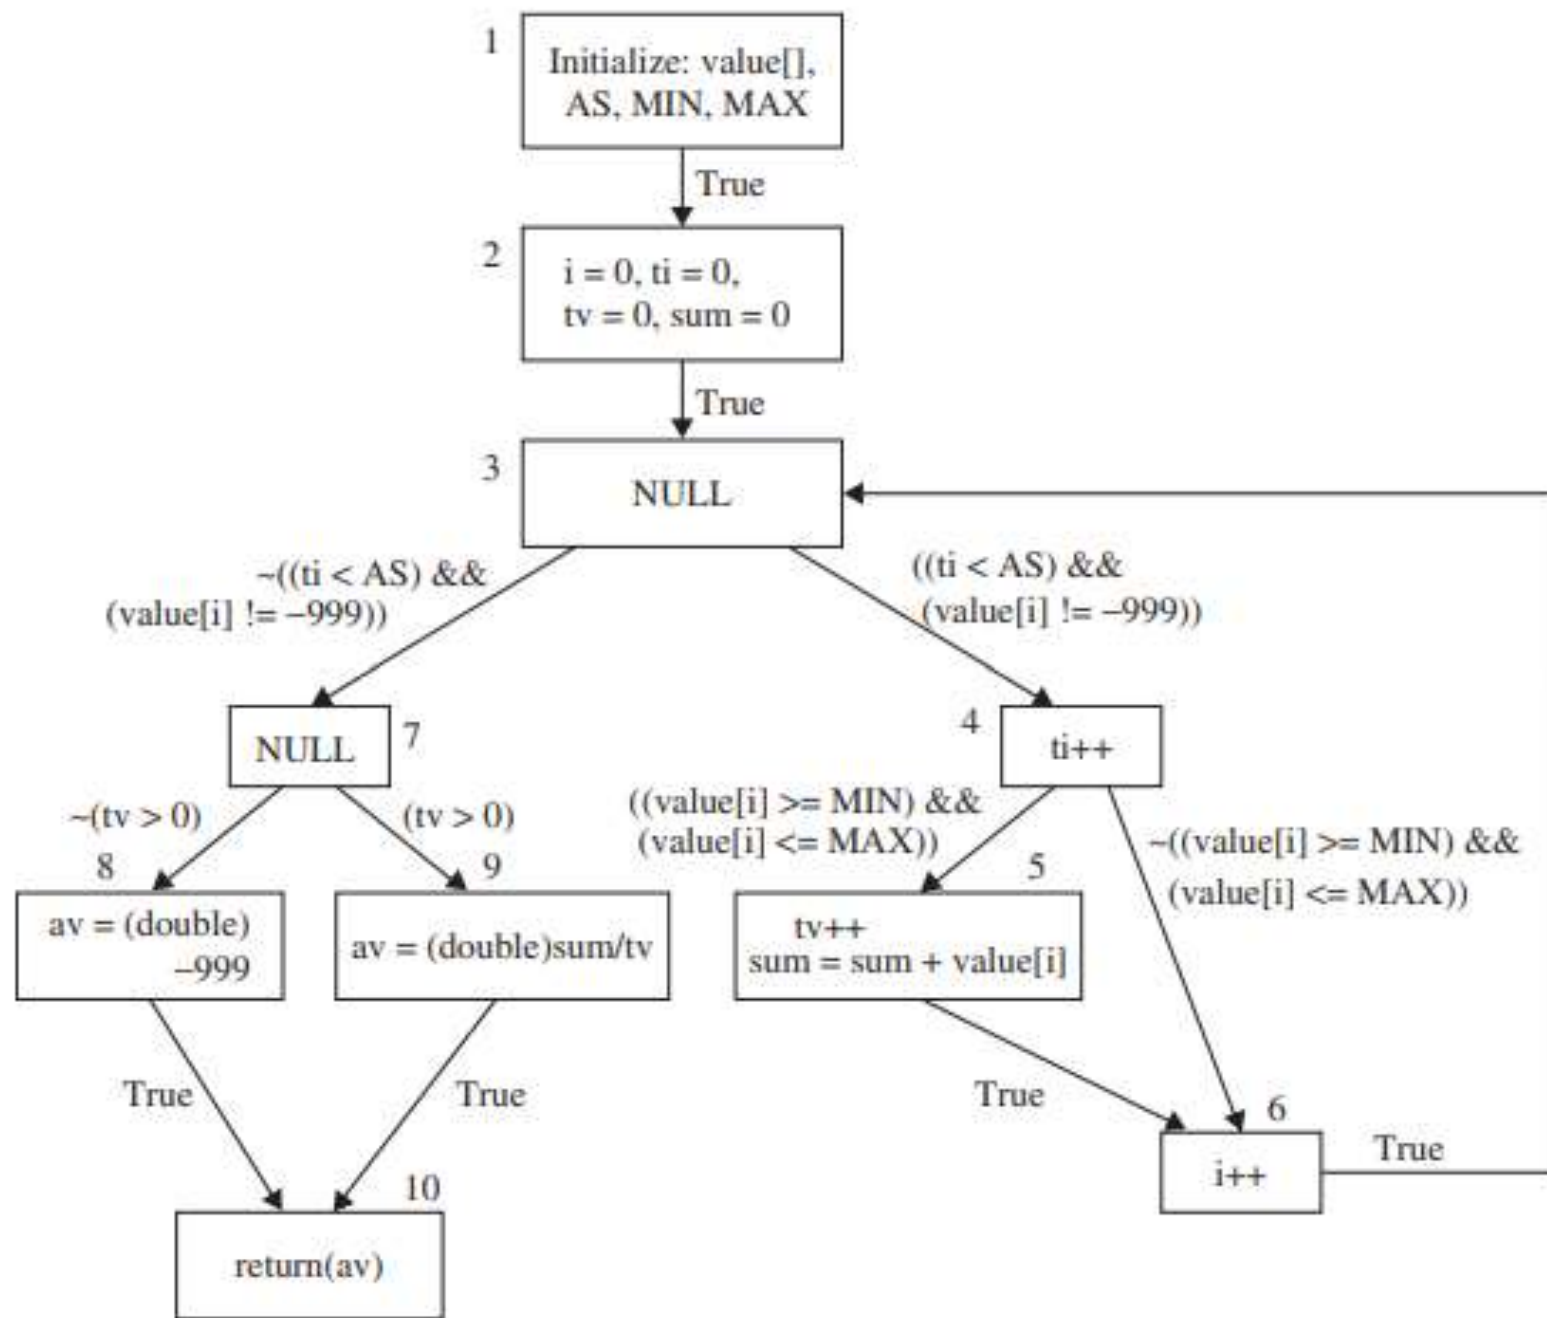 1
Initialize: value[],
AS, MIN, MAX
True
2
i = 0, ti = 0,
tv = 0, sum = 0
True
3
NULL
~((ti < AS) &&
(value[i] != –999))
((ti < AS) &&
(value[i] != –999))
NULL
7
4
ti++
~(tv > 0)
(tv > 0)
((value[i] >= MIN) &&
(value[i] <= MAX))
~((value[i] >= MIN) &&
(value[i] <= MAX))
8
av = (double)
–999
9
av = (double)sum/tv
5
tv++
sum = sum + value[i]
True
True
True
6
i++
True
10
return(av)